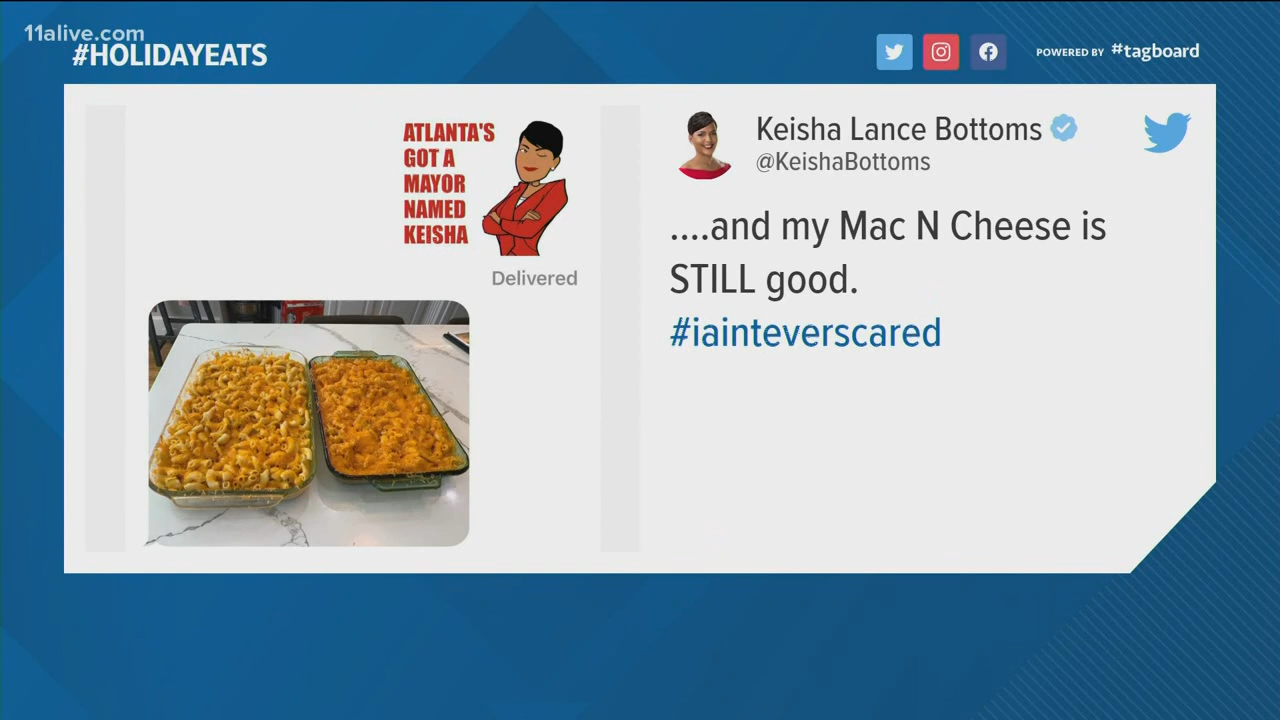 11alive.com
#HOLIDAYEATS
POWERED BY #tagboard
ATLANTA'S
GOT A
MAYOR
NAMED
KEISHA
Delivered
Keisha Lance Bottoms
@KeishaBottoms
....and my Mac N Cheese is
STILL good.
#iainteverscared